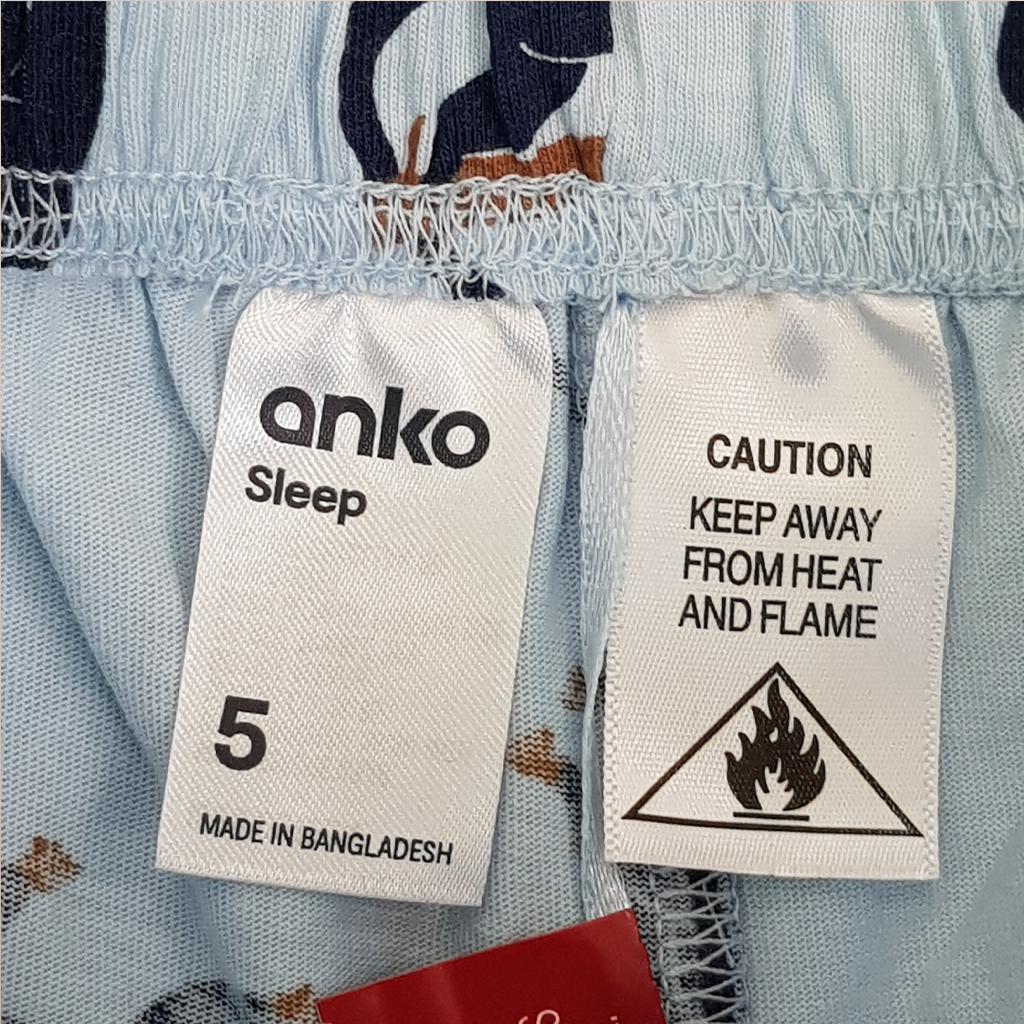 anko
Sleep
5
MADE IN BANGLADESH
CAUTION
KEEP AWAY
FROM HEAT
AND FLAME